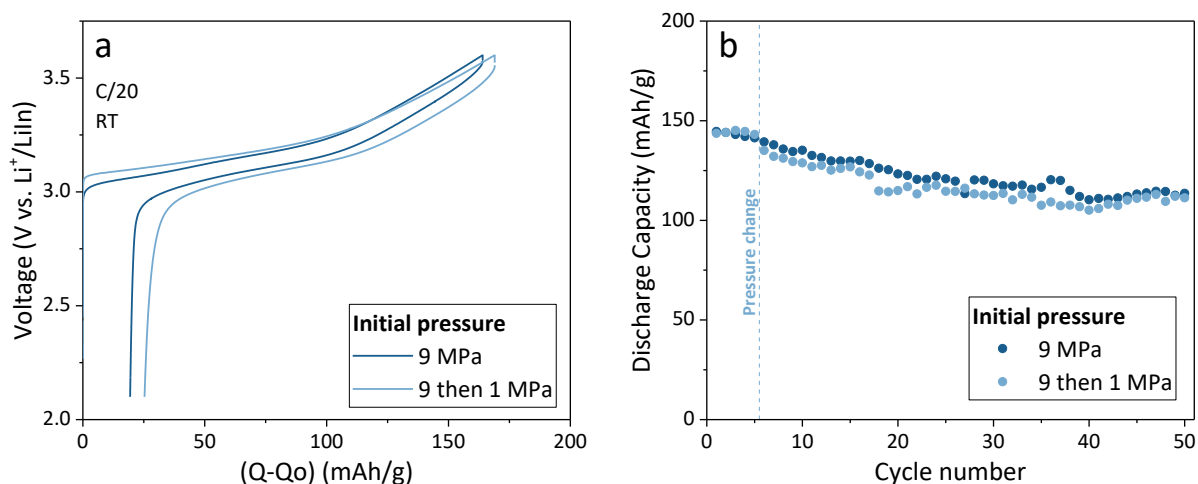 a
C/20
RT
3.5
3.0
2.5
2.0
Voltage (V vs. Li⁺/LiIn)
0
50
100
150
200
(Q-Qo) (mAh/g)
Initial pressure
9 MPa
9 then 1 MPa
b
200
150
100
50
0
Discharge Capacity (mAh/g)
Pressure change
0
10
20
30
40
50
Cycle number
Initial pressure
9 MPa
9 then 1 MPa